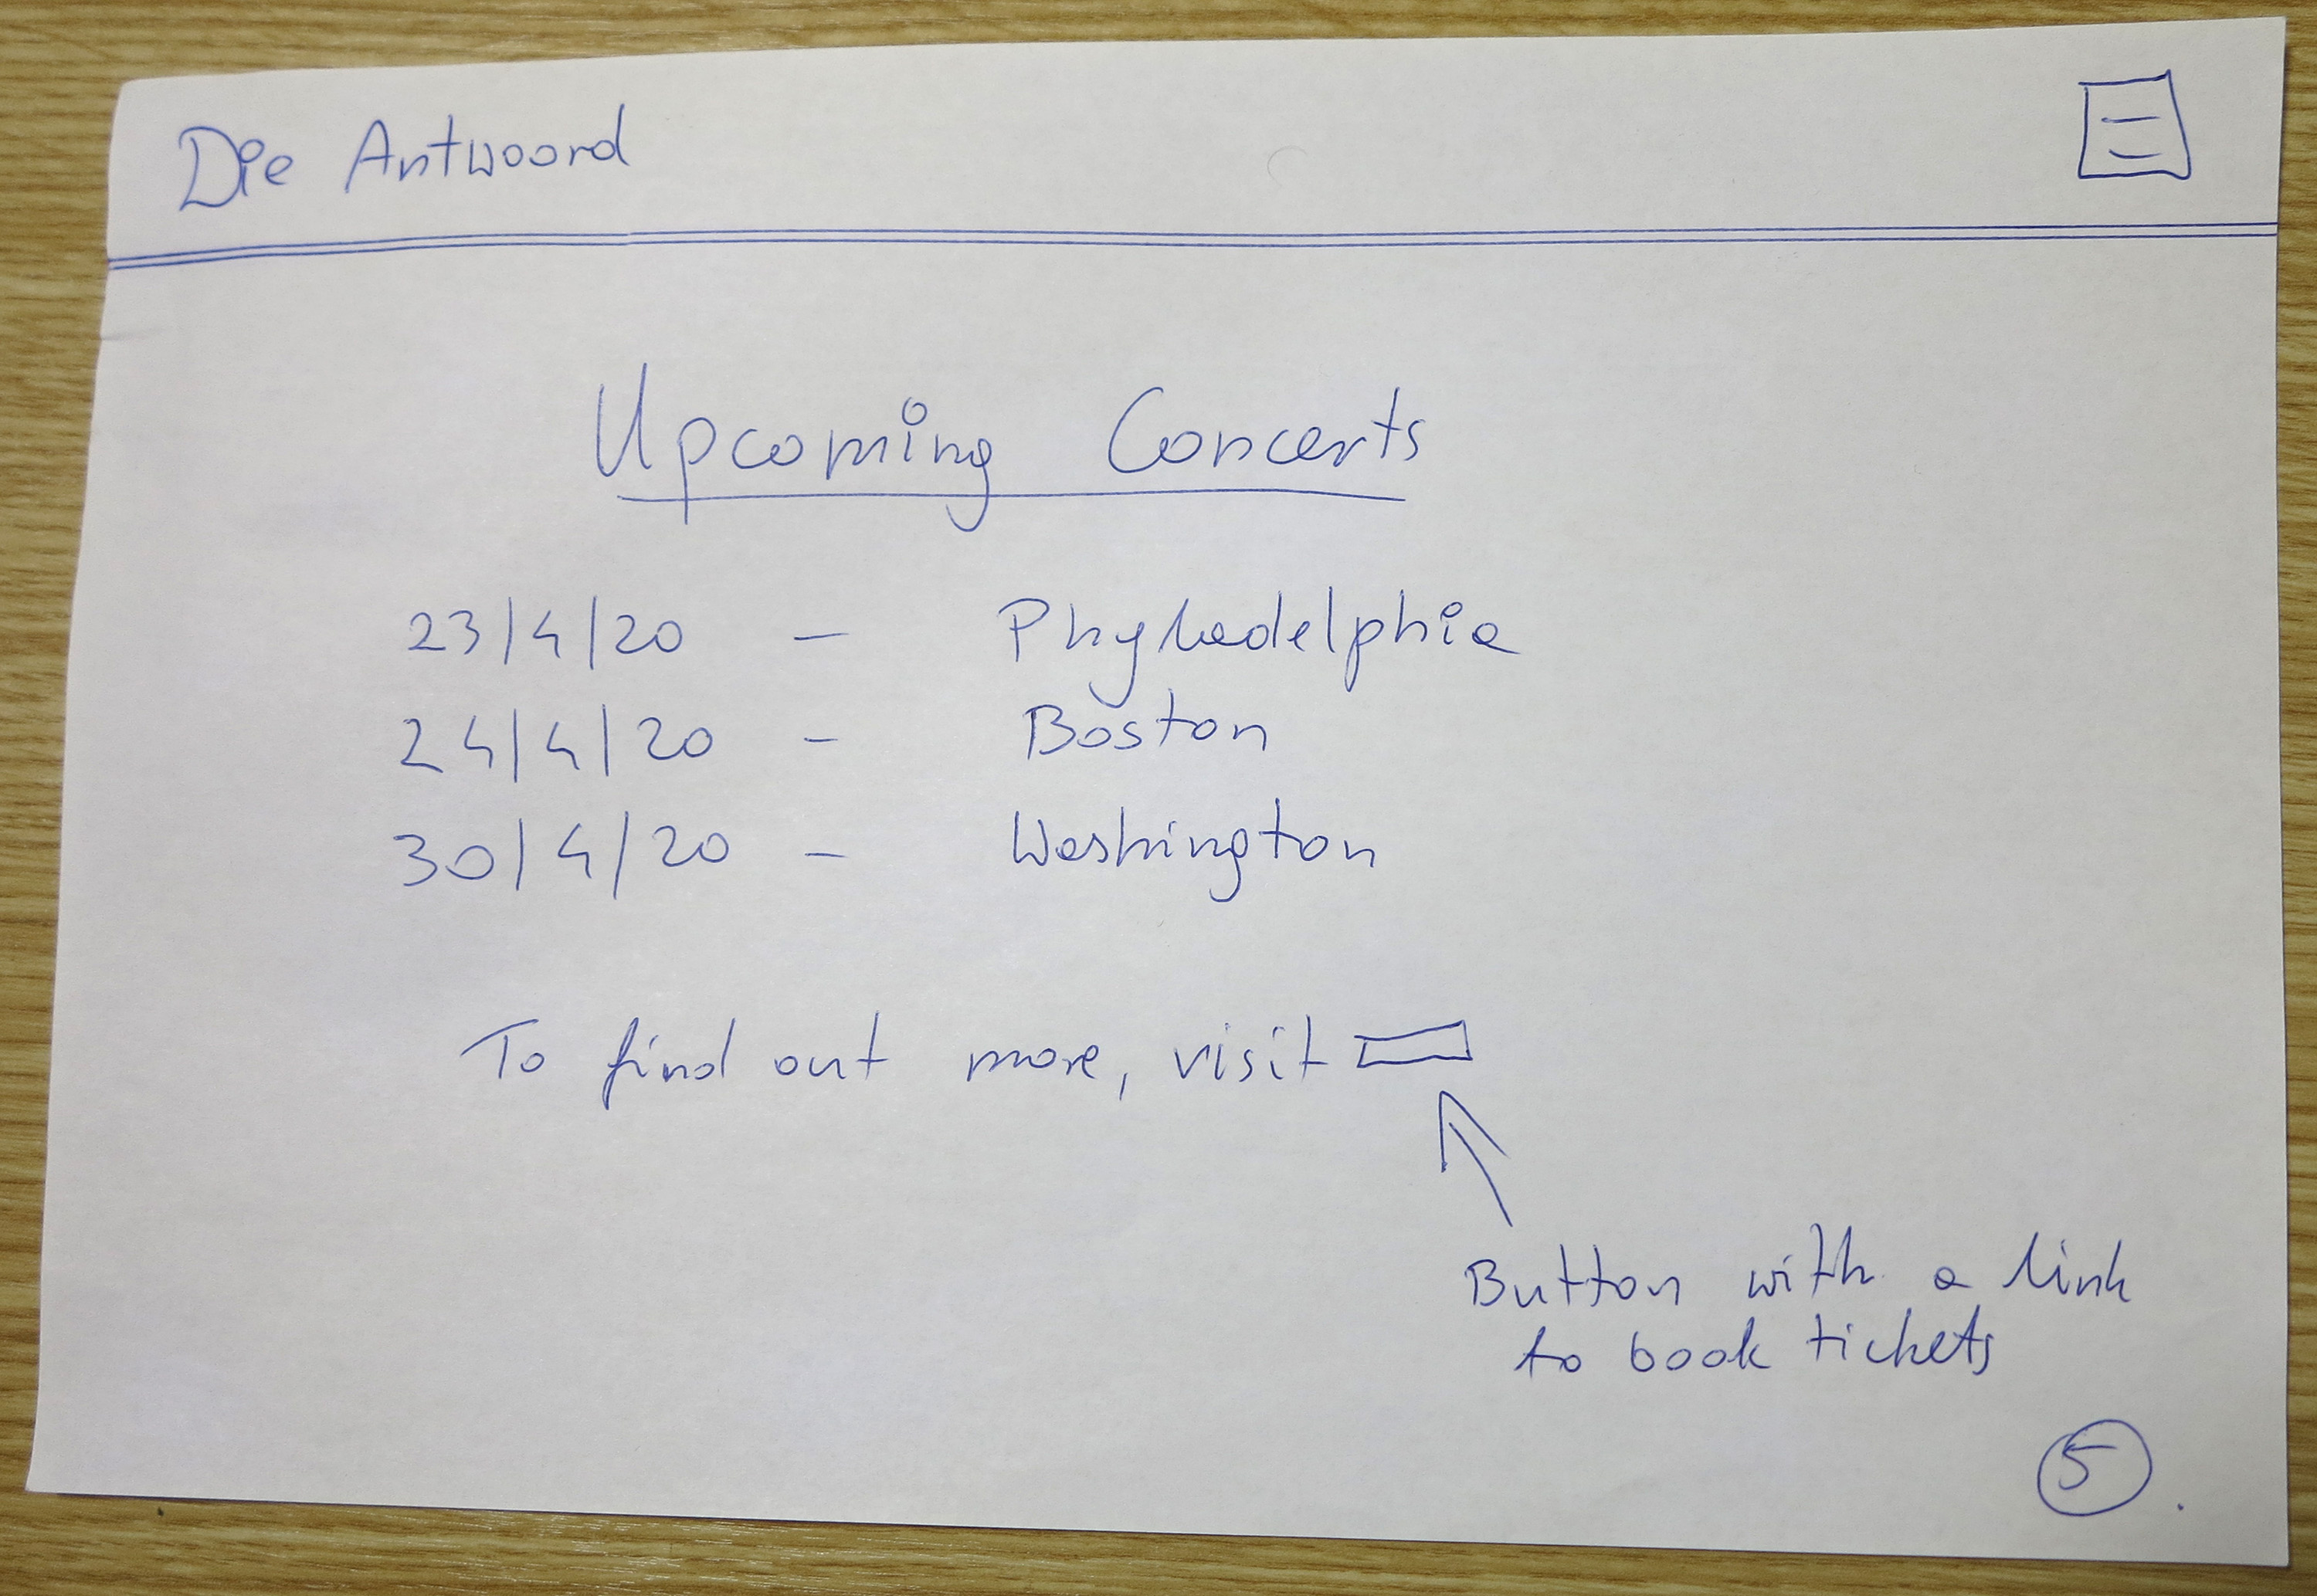 Die Antwoord
Upcoming Concerts
23/4/20 - Phyladelphia
24/4/20 - Boston
30/4/20 - Washington
To find out more, visit
Button with a link
to book tickets
5